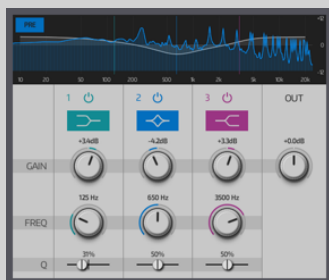 PRE
10 20 50 100 200 500 1k 2k 5k 10k 20k
1 2 3 OUT
+3.4dB -4.2dB +3.3dB +0.0dB
GAIN
125 Hz 650 Hz 3500 Hz
FREQ
31% 50% 50%
Q